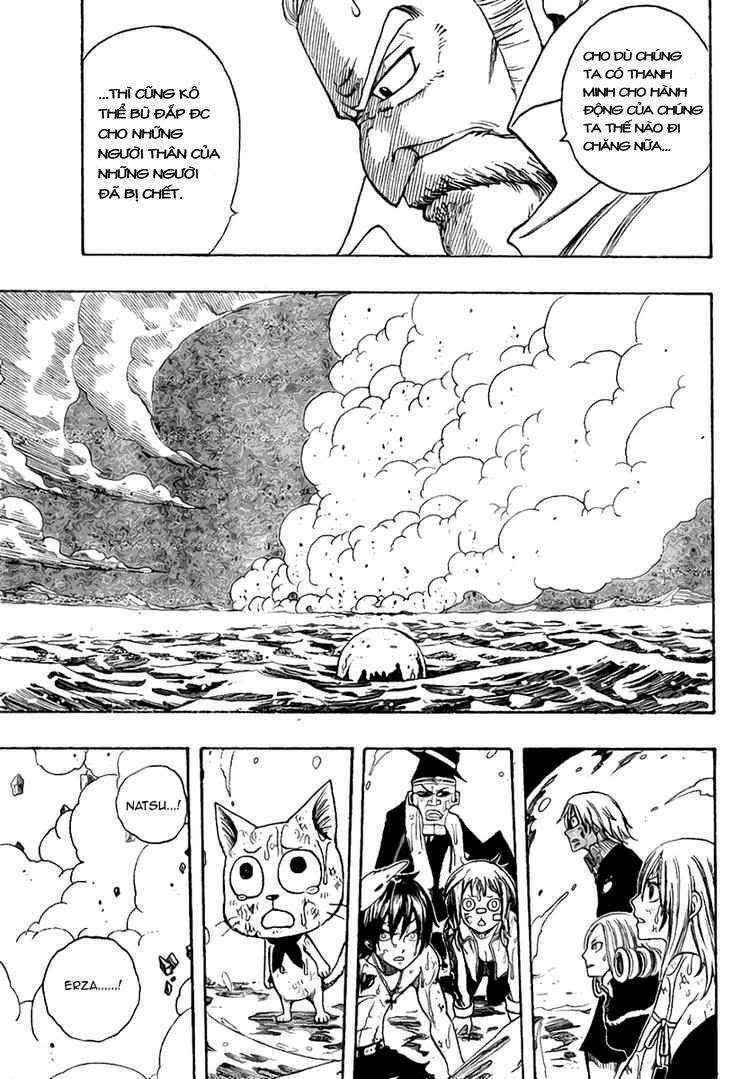 CHO DÙ CHÚNG
TA CÓ THANH
MINH CHO HÀNH
ĐỘNG CỦA CHÚNG
TA THẾ NÀO ĐI
CHĂNG NỮA...
...THÌ CŨNG KÔ
THỂ BÙ ĐẮP ĐC
CHO NHỮNG
NGƯỜI THÂN CỦA
NHỮNG NGƯỜI
ĐÃ BỊ CHẾT.
NATSU...!
ERZA......!